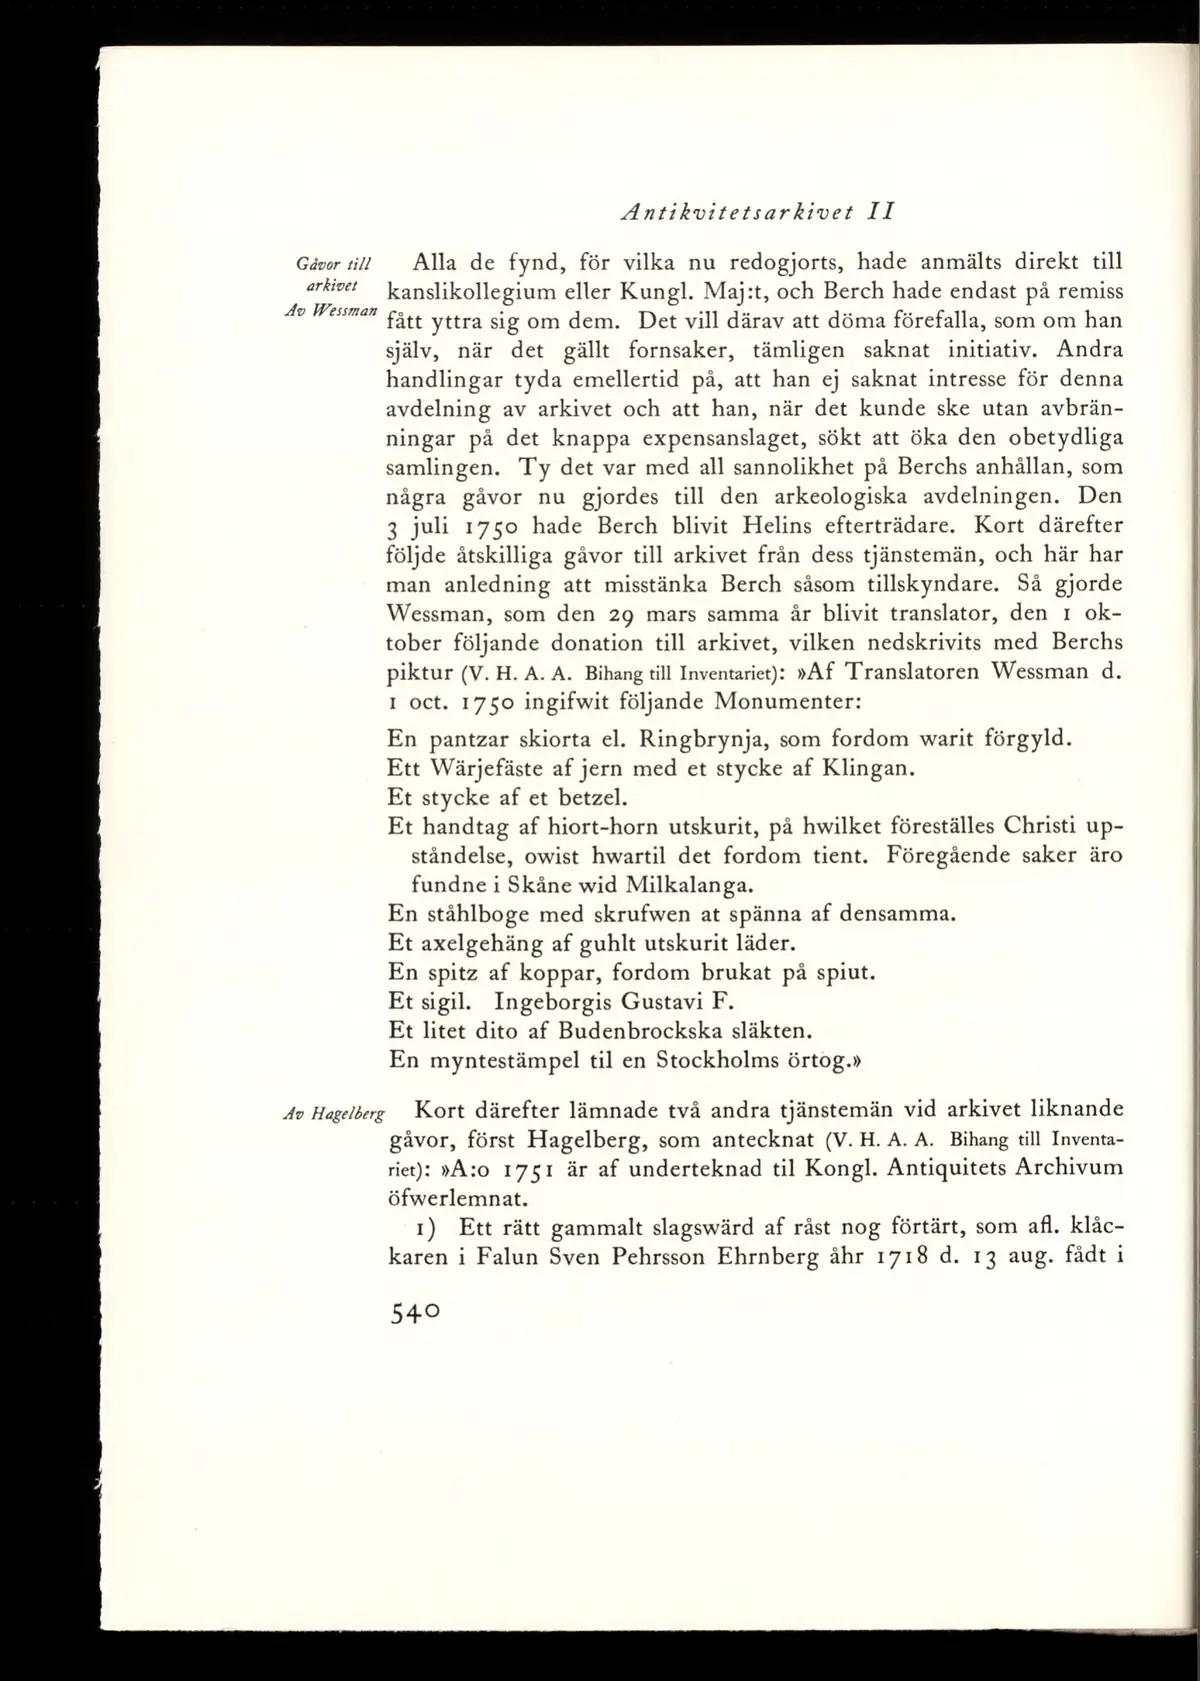 Antikvitetsarkivet II
Gåvor till
arkivet
Av Wessman
Alla de fynd, för vilka nu redogjorts, hade anmälts direkt till
kanslikollegium eller Kungl. Maj:t, och Berch hade endast på remiss
fått yttra sig om dem. Det vill därav att döma förefalla, som om han
själv, när det gällt fornsaker, tämligen saknat initiativ. Andra
handlingar tyda emellertid på, att han ej saknat intresse för denna
avdelning av arkivet och att han, när det kunde ske utan avbrän-
ningar på det knappa expensanslaget, sökt att öka den obetydliga
samlingen. Ty det var med all sannolikhet på Berchs anhållan, som
några gåvor nu gjordes till den arkeologiska avdelningen. Den
3 juli 1750 hade Berch blivit Helins efterträdare. Kort därefter
följde åtskilliga gåvor till arkivet från dess tjänstemän, och här har
man anledning att misstänka Berch såsom tillskyndare. Så gjorde
Wessman, som den 29 mars samma år blivit translator, den 1 ok-
tober följande donation till arkivet, vilken nedskrivits med Berchs
piktur (V. H. A. A. Bihang till Inventariet): »Af Translatoren Wessman d.
1 oct. 1750 ingifwit följande Monumenter:
En pantzar skiorta el. Ringbrynja, som fordom warit förgyld.
Ett Wärjefäste af jern med et stycke af Klingan.
Et stycke af et betzel.
Et handtag af hiort-horn utskurit, på hwilket föreställes Christi up-
ståndelse, owist hwartil det fordom tient. Föregående saker äro
fundne i Skåne wid Milkalanga.
En ståhlboge med skrufwen at spänna af densamma.
Et axelgehäng af guhlt utskurit läder.
En spitz af koppar, fordom brukat på spiut.
Et sigil. Ingeborgis Gustavi F.
Et litet dito af Budenbrockska släkten.
En myntestämpel til en Stockholms örtog.»
Av Hagelberg
Kort därefter lämnade två andra tjänstemän vid arkivet liknande
gåvor, först Hagelberg, som antecknat (V. H. A. A. Bihang till Inventa-
riet): »A:o 1751 är af underteknad til Kongl. Antiquitets Archivum
öfwerlemnat.
1) Ett rätt gammalt slagswärd af råst nog förtärt, som afl. klåc-
karen i Falun Sven Pehrsson Ehrnberg åhr 1718 d. 13 aug. fådt i
540